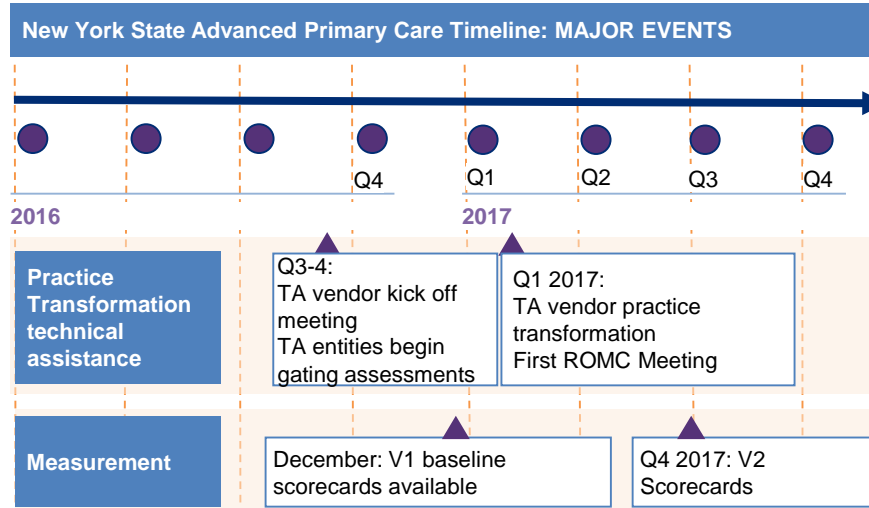 New York State Advanced Primary Care Timeline: MAJOR EVENTS
Q4
Q1
Q2
Q3
Q4
2016
2017
Practice
Transformation
technical
assistance
Q3-4:
TA vendor kick off
meeting
TA entities begin
gating assessments
Q1 2017:
TA vendor practice
transformation
First ROMC Meeting
Measurement
December: V1 baseline
scorecards available
Q4 2017: V2
Scorecards